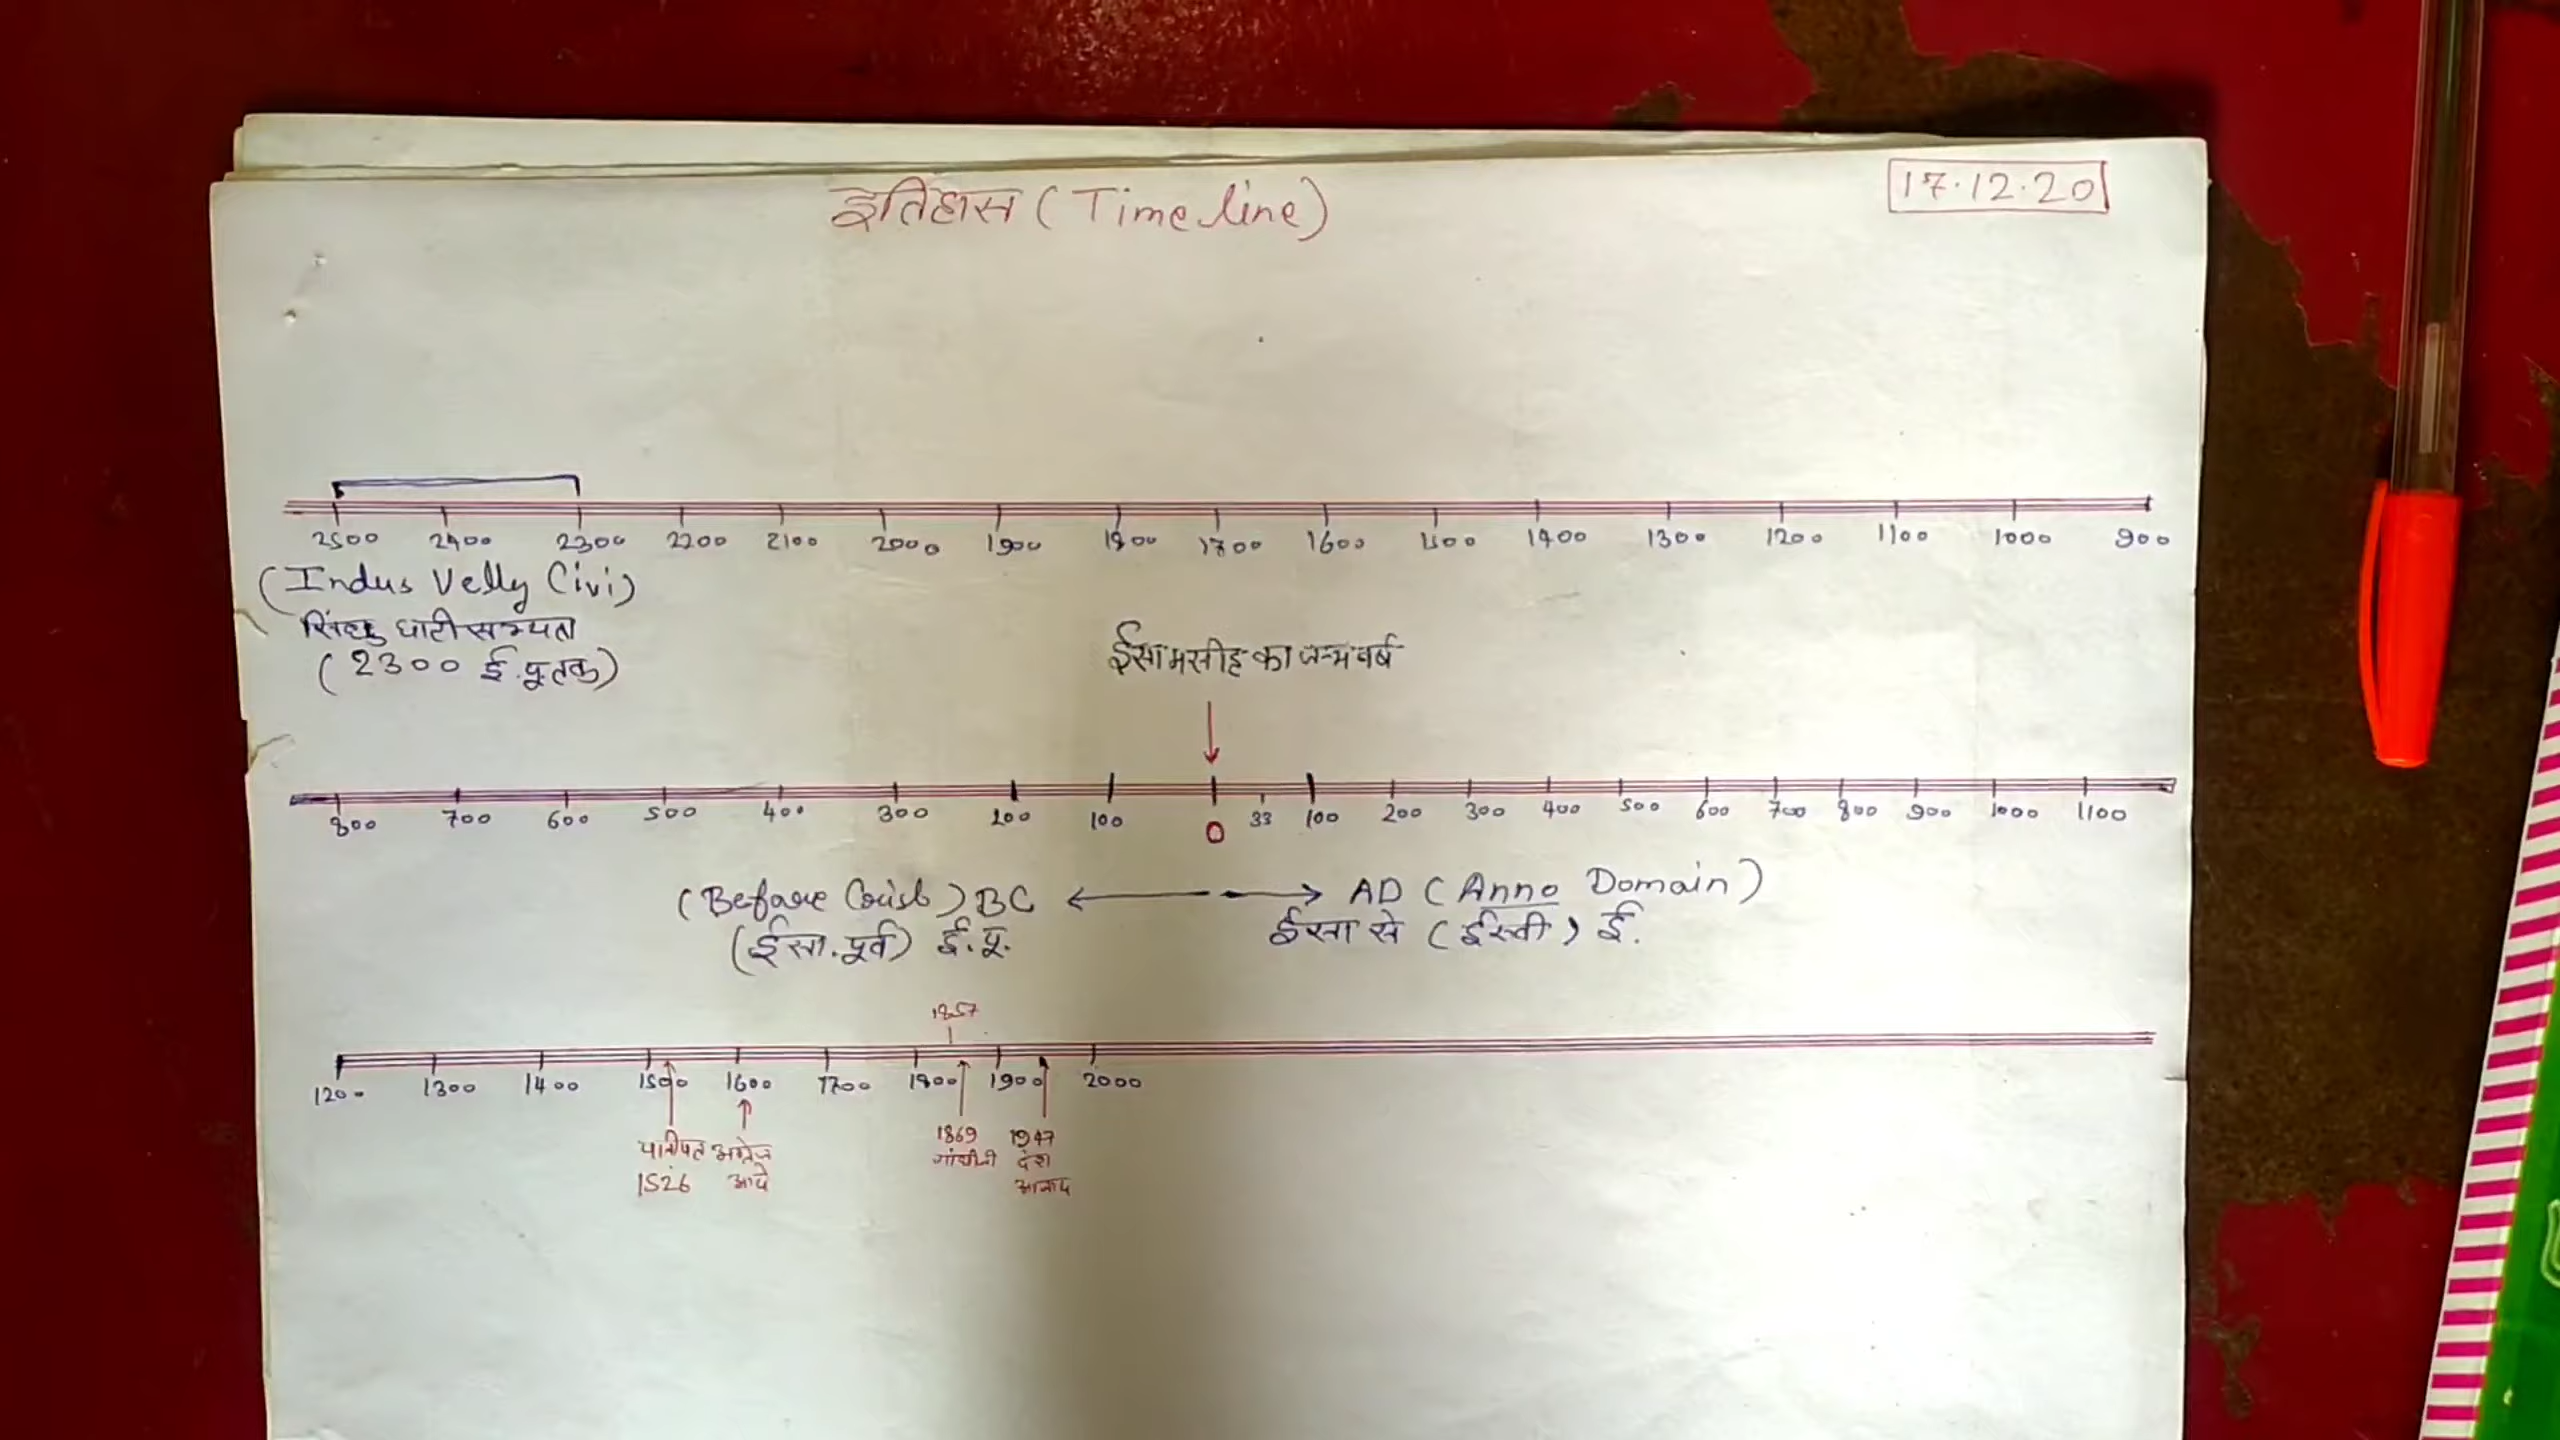 इतिहास (Time line)
17.12.20
2500 2400 2300 2200 2100 2000 1900 1800 1700 1600 1500 1400 1300 1200 1100 1000 900
(Indus Velly Civi)
सिंधु घाटी सभ्यता
(2300 ई.पू.तक)
ईसा मसीह का जन्म वर्ष
800 700 600 500 400 300 200 100 0 33 100 200 300 400 500 600 700 800 900 1000 1100
(Before Crist) BC AD (Anno Domain)
(ईसा.पूर्व) ई.पू. ईसा से (ईस्वी) ई.
1857
1200 1300 1400 1500 1600 1700 1800 1900 2000
पानीपत अंग्रेज 1869 1947
1526 आये गांधीजी देश
आजाद